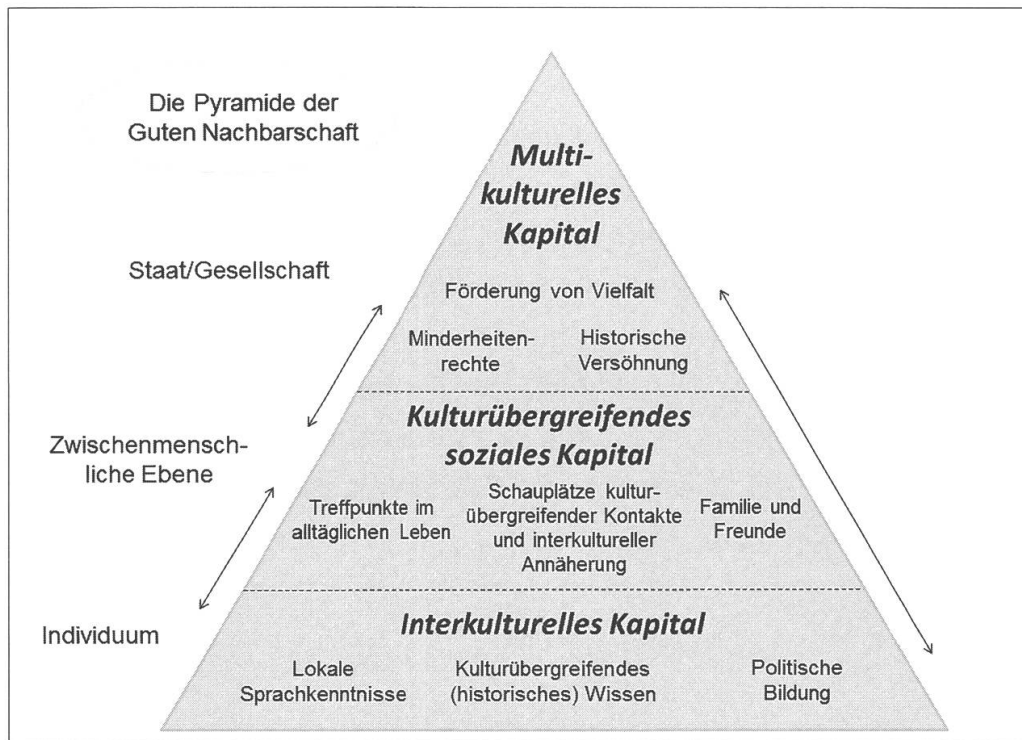 Die Pyramide der
Guten Nachbarschaft
Multi-
kulturelles
Kapital
Staat/Gesellschaft
Förderung von Vielfalt
Minderheiten-
rechte
Historische
Versöhnung
Kulturübergreifendes
soziales Kapital
Zwischenmensch-
liche Ebene
Treffpunkte im
alltäglichen Leben
Schauplätze kultur-
übergreifender Kontakte
und interkultureller
Annäherung
Familie und
Freunde
Interkulturelles Kapital
Individuum
Lokale
Sprachkenntnisse
Kulturübergreifendes
(historisches) Wissen
Politische
Bildung